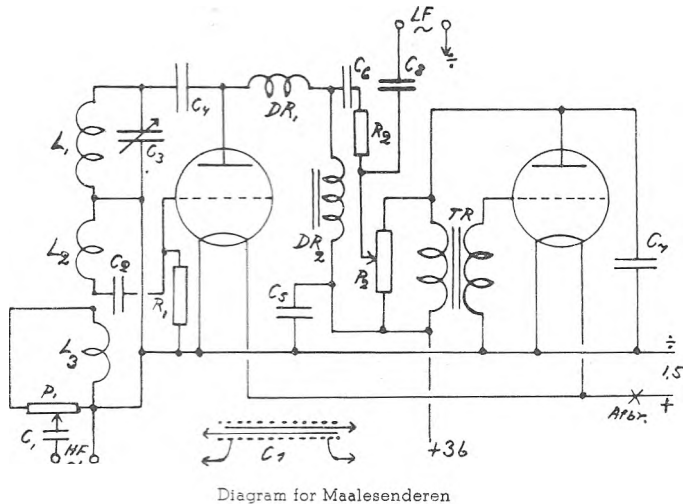 LF
~
÷
C4
DR1
C6
C8
R2
L1
C3
L2
C2
R1
DR2
C5
P2
TR
C7
L3
P1
C1
HF
C1
÷
1.5
+
Afbr.
+36
Diagram for Maalesenderen